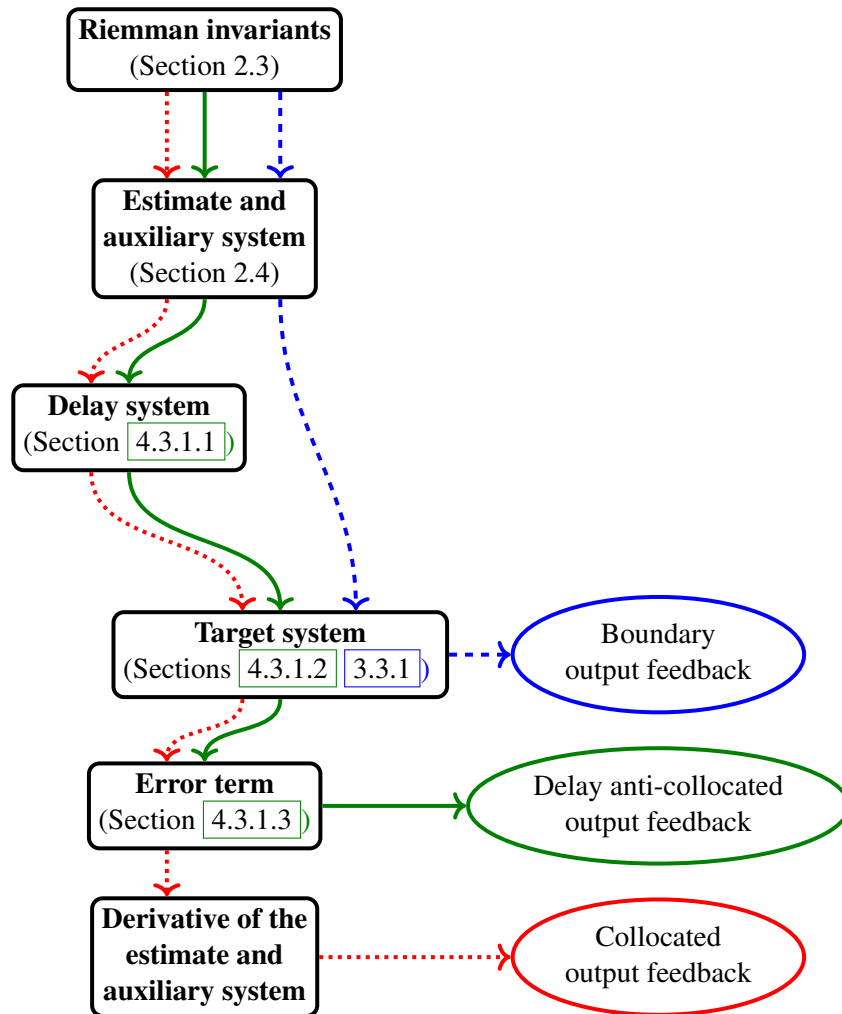 Riemman invariants
(Section 2.3)
Estimate and
auxiliary system
(Section 2.4)
Delay system
(Section 4.3.1.1)
Target system
(Sections 4.3.1.2 3.3.1)
Boundary
output feedback
Error term
(Section 4.3.1.3)
Delay anti-collocated
output feedback
Derivative of the
estimate and
auxiliary system
Collocated
output feedback